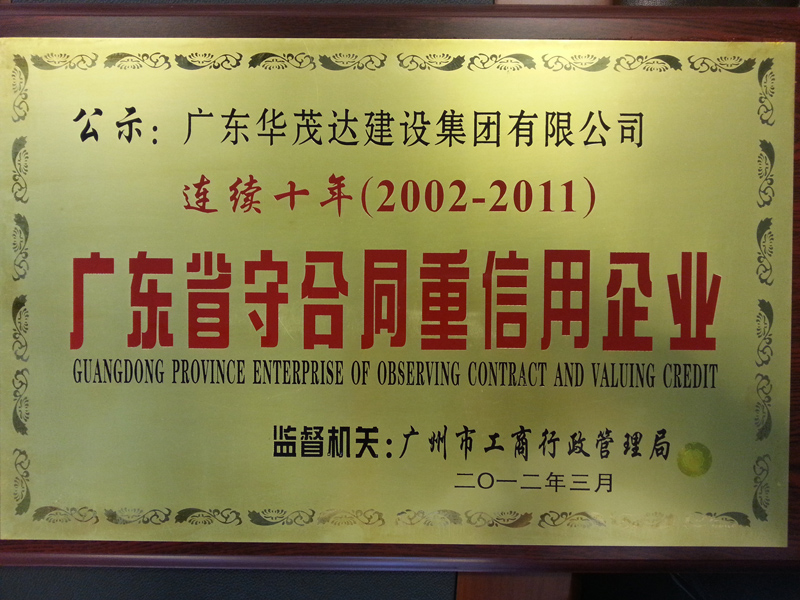 公示：广东华茂达建设集团有限公司
连续十年(2002-2011)
广东省守合同重信用企业
GUANGDONG PROVINCE ENTERPRISE OF OBSERVING CONTRACT AND VALUING CREDIT
监督机关：广州市工商行政管理局
二〇一二年三月